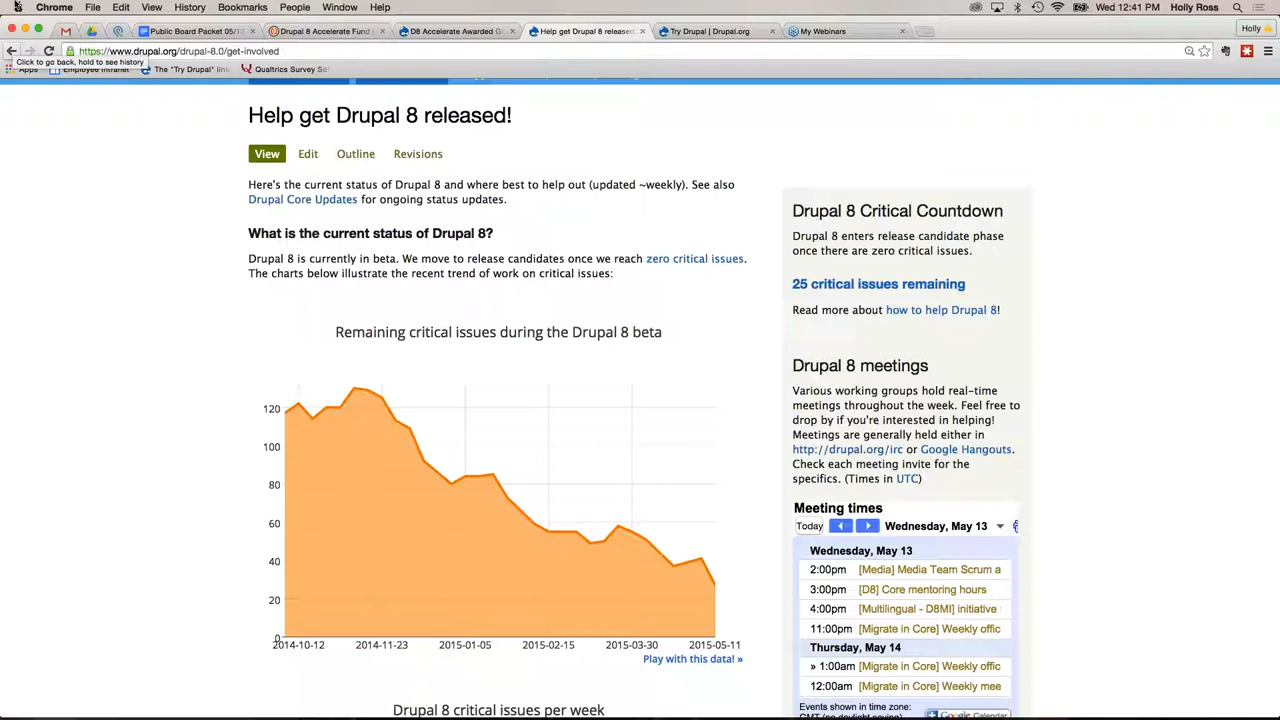 Chrome File Edit View History Bookmarks People Window Help
Wed 12:41 PM Holly Ross
Public Board Packet 05/13
Drupal 8 Accelerate Fund |
D8 Accelerate Awarded G
Help get Drupal 8 released!
Try Drupal | Drupal.org
My Webinars
Holly
https://www.drupal.org/drupal-8.0/get-involved
Click to go back, hold to see history
Apps
Employee Intranet
The "Try Drupal" link
Qualtrics Survey So
Help get Drupal 8 released!
View Edit Outline Revisions
Here's the current status of Drupal 8 and where best to help out (updated ~weekly). See also
Drupal Core Updates for ongoing status updates.
What is the current status of Drupal 8?
Drupal 8 is currently in beta. We move to release candidates once we reach zero critical issues.
The charts below illustrate the recent trend of work on critical issues:
Remaining critical issues during the Drupal 8 beta
120
100
80
60
40
20
0
2014-10-12 2014-11-23 2015-01-05 2015-02-15 2015-03-30 2015-05-11
Play with this data! »
Drupal 8 critical issues per week
Drupal 8 Critical Countdown
Drupal 8 enters release candidate phase
once there are zero critical issues.
25 critical issues remaining
Read more about how to help Drupal 8!
Drupal 8 meetings
Various working groups hold real-time
meetings throughout the week. Feel free to
drop by if you're interested in helping!
Meetings are generally held either in
http://drupal.org/irc or Google Hangouts.
Check each meeting invite for the
specifics. (Times in UTC)
Meeting times
Today Wednesday, May 13
Wednesday, May 13
2:00pm [Media] Media Team Scrum a
3:00pm [D8] Core mentoring hours
4:00pm [Multilingual - D8MI] initiative
11:00pm [Migrate in Core] Weekly offic
Thursday, May 14
» 1:00am [Migrate in Core] Weekly offic
12:00am [Migrate in Core] Weekly mee
Events shown in time zone:
Google Calendar